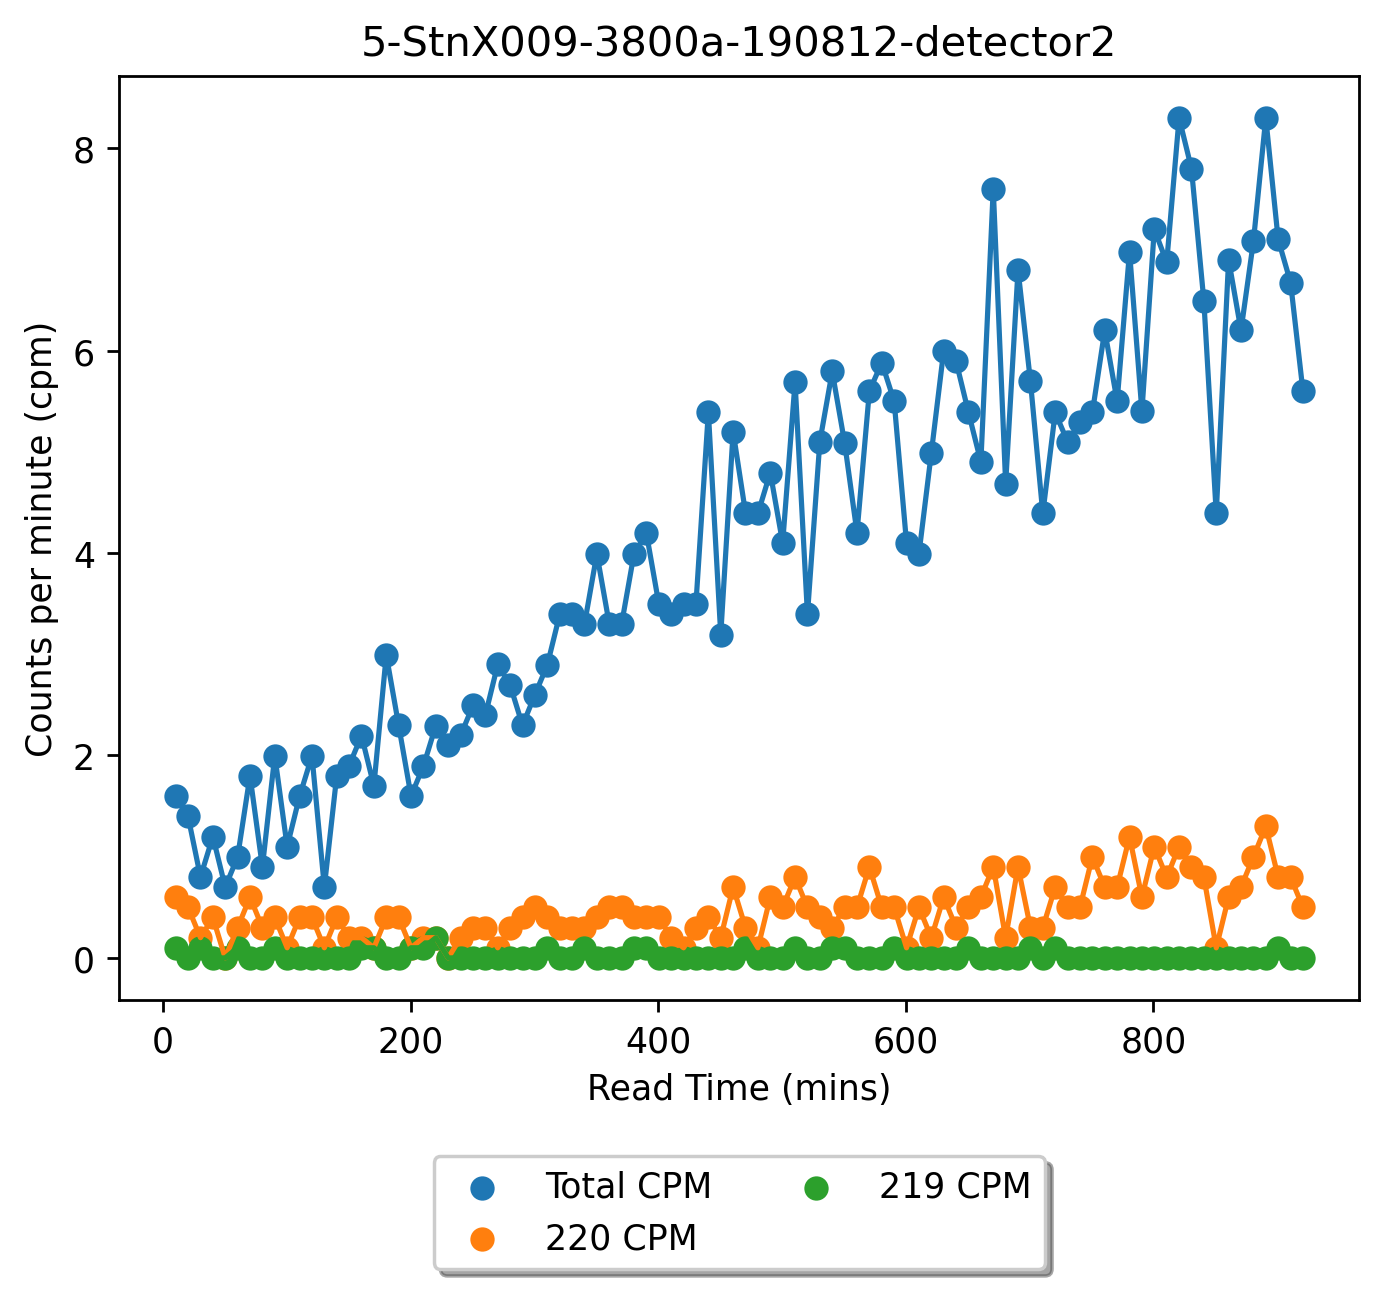 5-StnX009-3800a-190812-detector2
8
6
4
2
0
Counts per minute (cpm)
0 200 400 600 800
Read Time (mins)
Total CPM 219 CPM
220 CPM